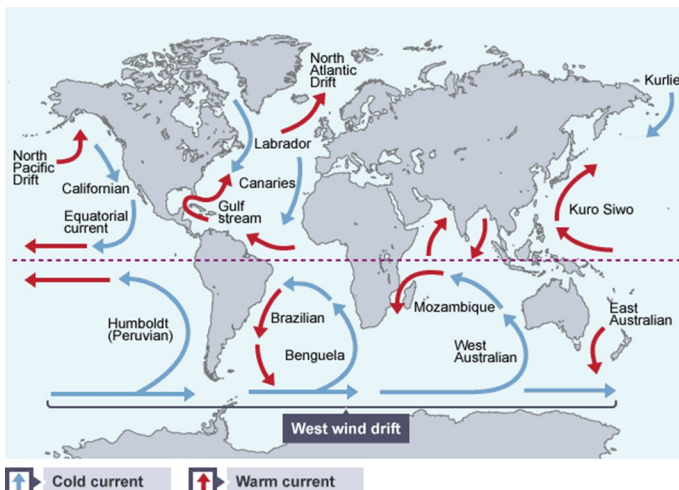 North
Atlantic
Drift
Kurlie
Labrador
North
Pacific
Drift
Californian
Canaries
Equatorial
current
Gulf
stream
Kuro Siwo
Humboldt
(Peruvian)
Brazilian
Mozambique
East
Australian
Benguela
West
Australian
West wind drift
Cold current
Warm current